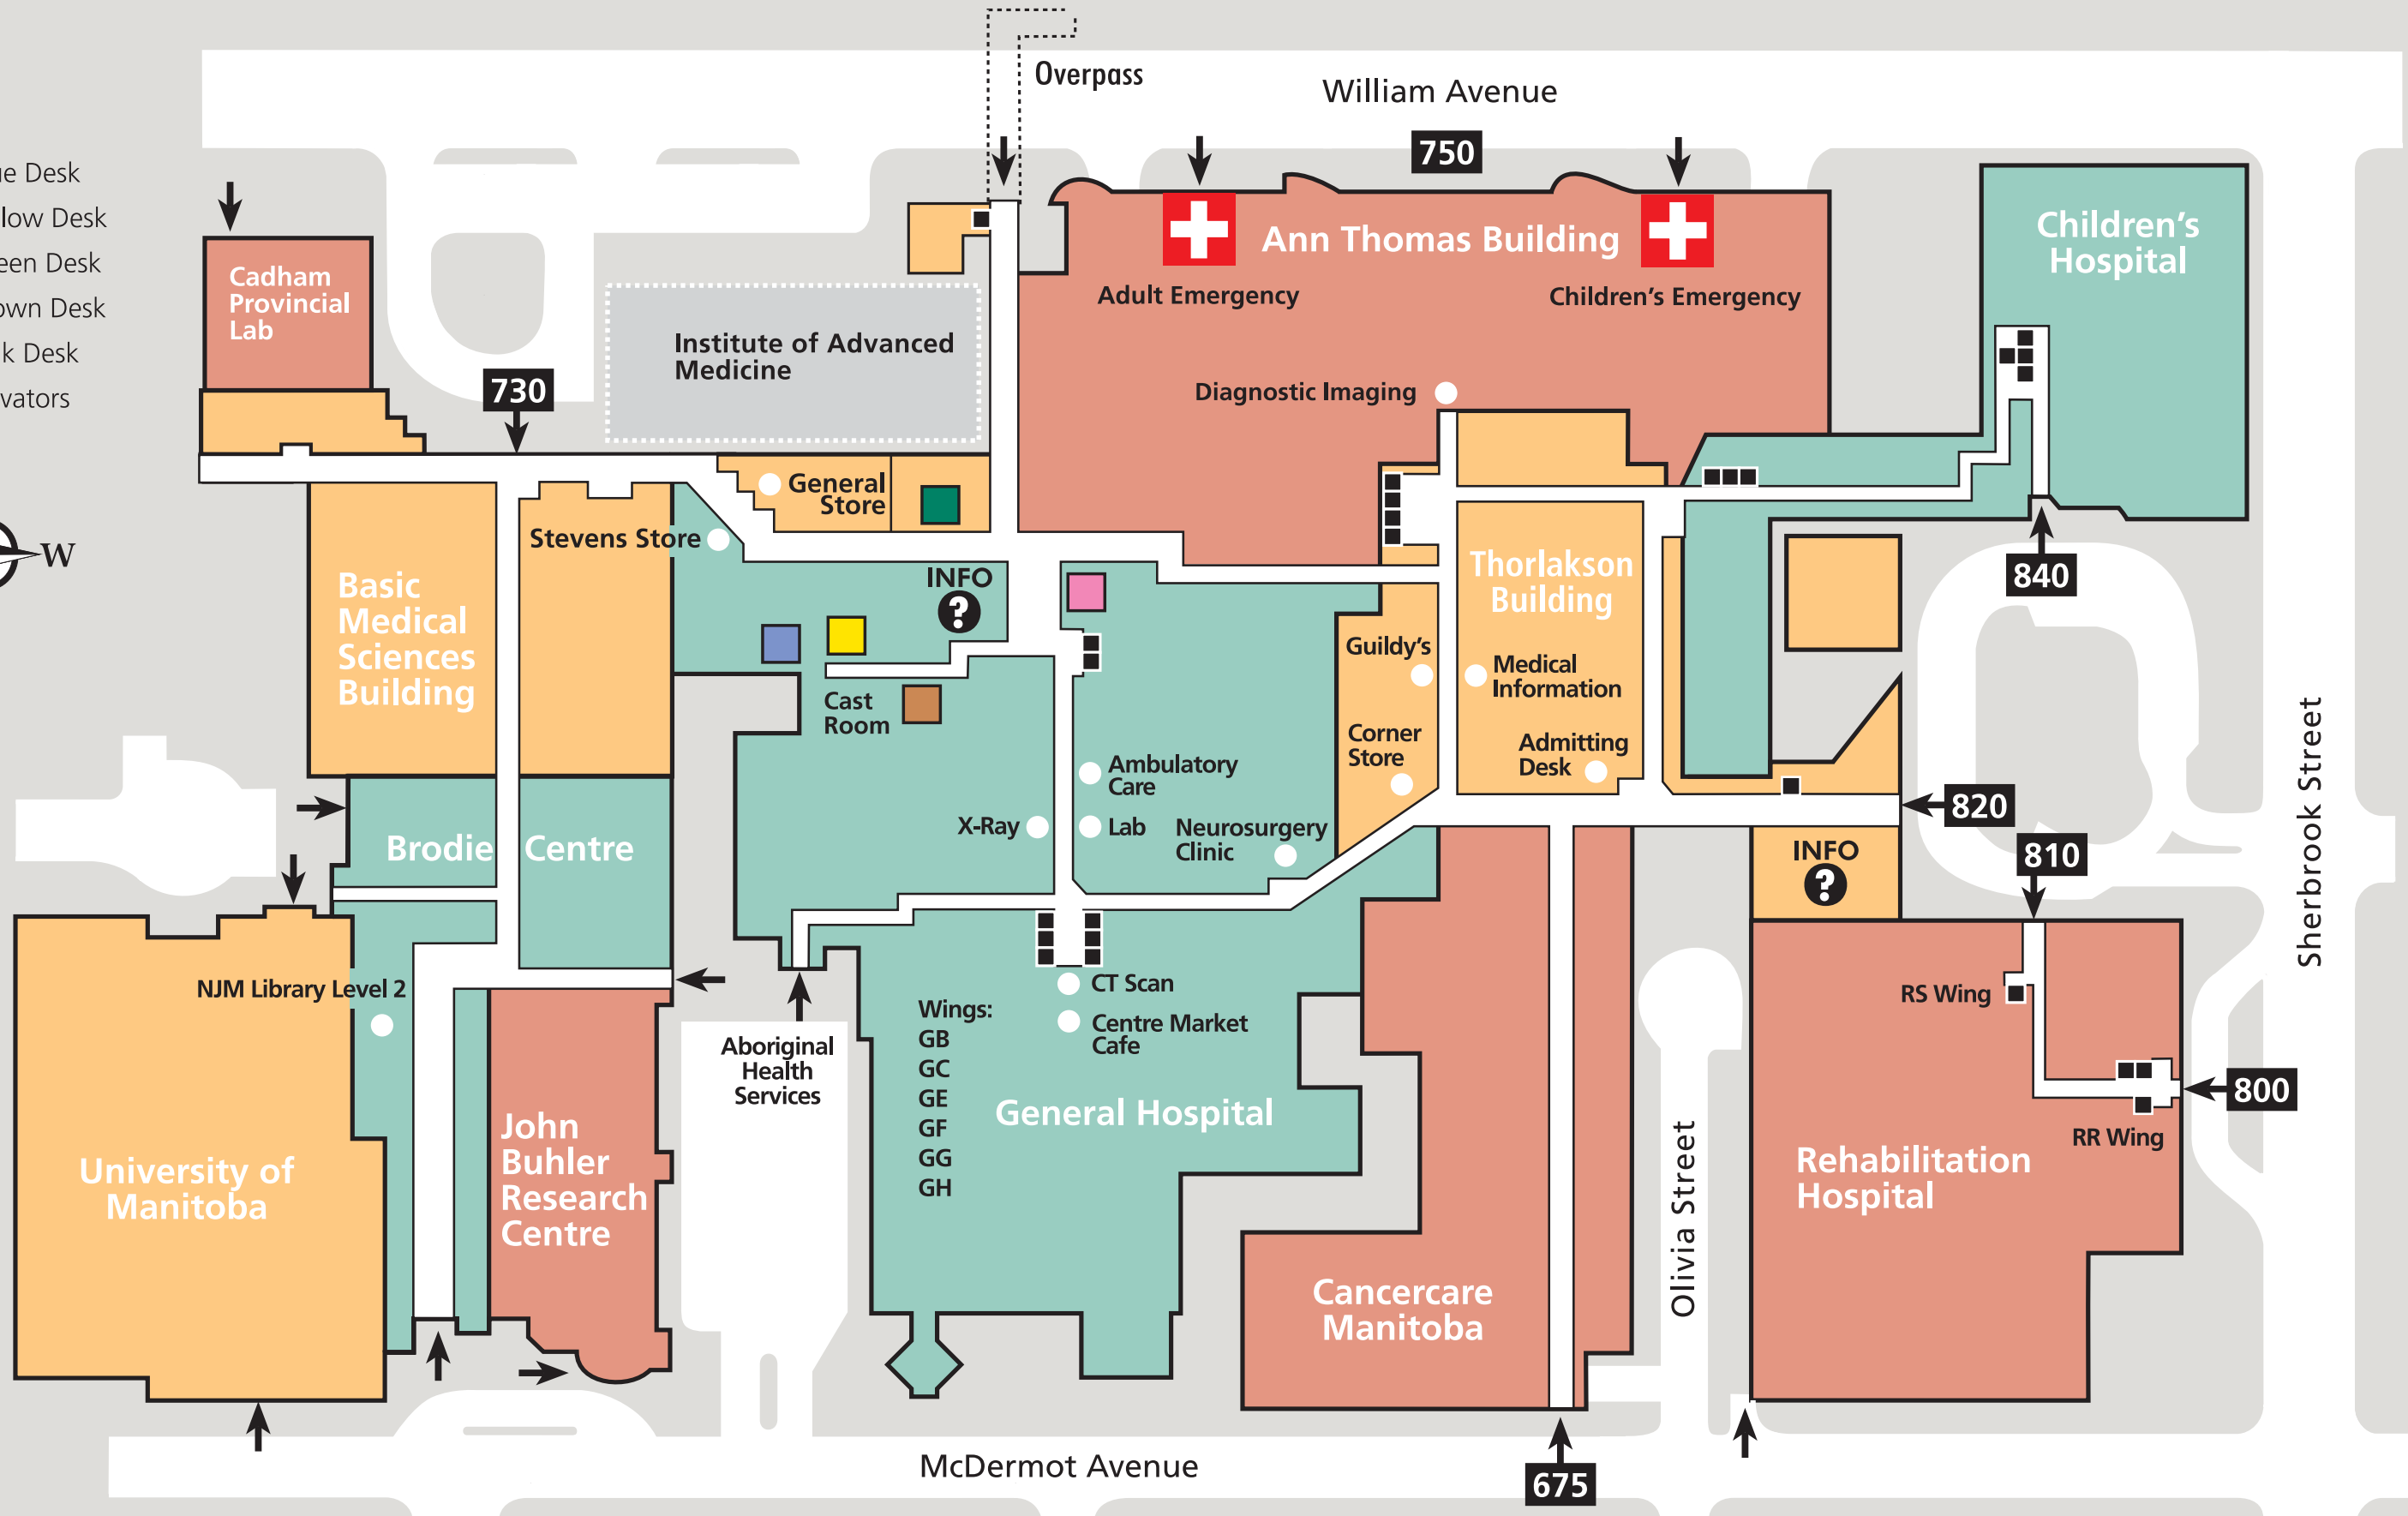 Overpass
William Avenue
750
ue Desk
low Desk
een Desk
own Desk
k Desk
vators
W
Cadham
Provincial
Lab
730
Institute of Advanced
Medicine
Ann Thomas Building
Adult Emergency
Children's Emergency
Diagnostic Imaging
Children's
Hospital
840
General
Store
Stevens Store
INFO
?
Basic
Medical
Sciences
Building
Cast
Room
Thorlakson
Building
Guildy's
Medical
Information
Corner
Store
Admitting
Desk
Ambulatory
Care
X-Ray
Lab
Neurosurgery
Clinic
820
810
INFO
?
Sherbrook Street
Brodie Centre
NJM Library Level 2
Aboriginal
Health
Services
CT Scan
Centre Market
Cafe
Wings:
GB
GC
GE
GF
GG
GH
General Hospital
RS Wing
800
RR Wing
Rehabilitation
Hospital
University of
Manitoba
John
Buhler
Research
Centre
Cancercare
Manitoba
Olivia Street
McDermot Avenue
675